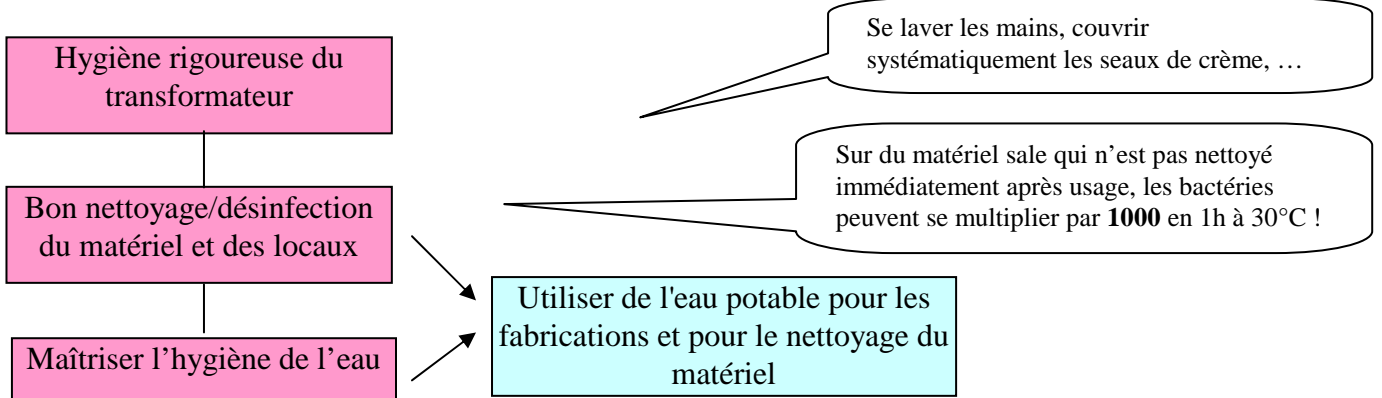 Se laver les mains, couvrir
systématiquement les seaux de crème, …
Hygiène rigoureuse du
transformateur
Sur du matériel sale qui n’est pas nettoyé
immédiatement après usage, les bactéries
peuvent se multiplier par 1000 en 1h à 30°C !
Bon nettoyage/désinfection
du matériel et des locaux
Utiliser de l'eau potable pour les
fabrications et pour le nettoyage du
matériel
Maîtriser l’hygiène de l’eau